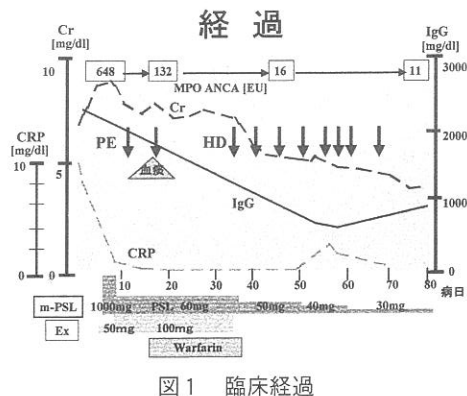 経過
Cr
[mg/dl]
IgG
[mg/dl]
10
648
132
16
11
3000
MPO ANCA [EU]
Cr
CRP
[mg/dl]
PE
HD
2000
10
5
血痰
IgG
1000
CRP
0
0
0
10 20 30 40 50 60 70 80 病日
m-PSL 1000mg PSL 60mg 50mg 40mg 30mg
Ex 50mg 100mg
Warfarin
図1 臨床経過